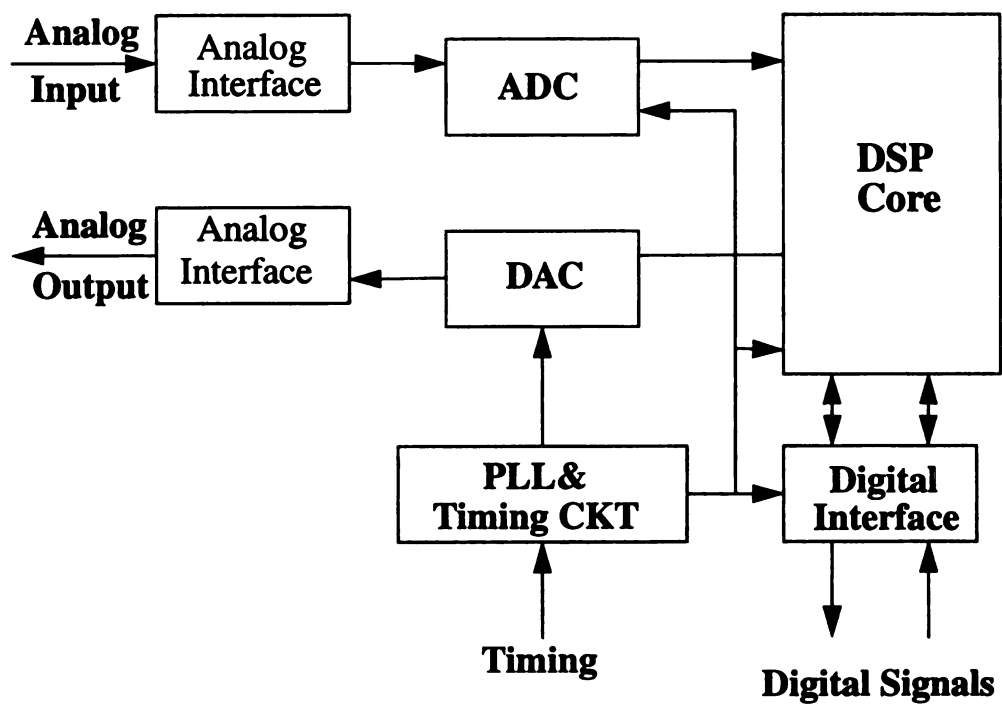 Analog
Input
Analog
Interface
ADC
DSP
Core
Analog
Output
Analog
Interface
DAC
PLL&
Timing CKT
Digital
Interface
Timing
Digital Signals